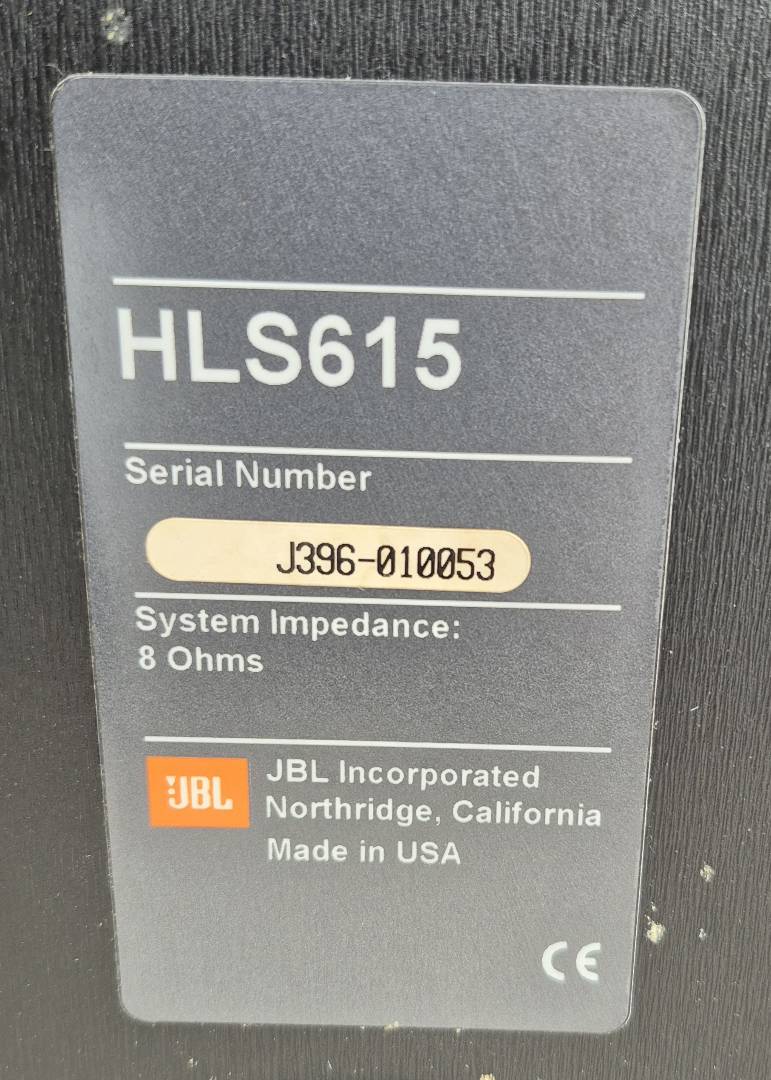 HLS615
Serial Number
J396-010053
System Impedance:
8 Ohms
JBL
JBL Incorporated
Northridge, California
Made in USA
CE